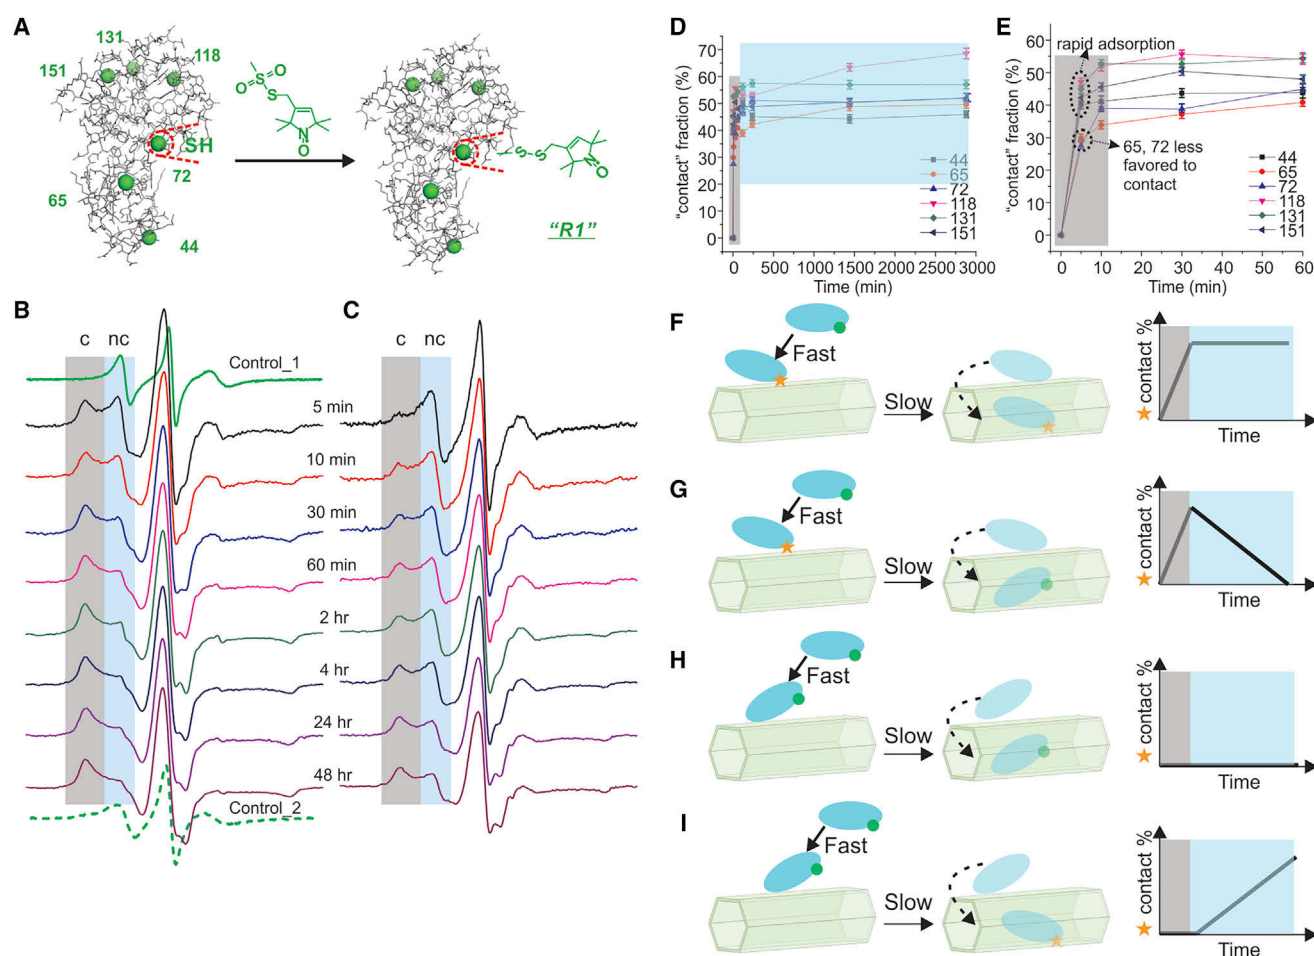 A
131
118
151
SH
72
65
44
O
S
O
S
N
O
S-S
N
O
"R1"
B
c nc
Control_1
5 min
10 min
30 min
60 min
2 hr
4 hr
24 hr
48 hr
Control_2
C
c nc
D
"contact" fraction (%)
70
60
50
40
30
20
10
0
44
65
72
118
131
151
0 500 1000 1500 2000 2500 3000
Time (min)
E
"contact" fraction (%)
60
50
40
30
20
10
0
rapid adsorption
65, 72 less
favored to
contact
44
65
72
118
131
151
0 10 20 30 40 50 60
Time (min)
F
Fast
Slow
contact %
Time
G
Fast
Slow
contact %
Time
H
Fast
Slow
contact %
Time
I
Fast
Slow
contact %
Time